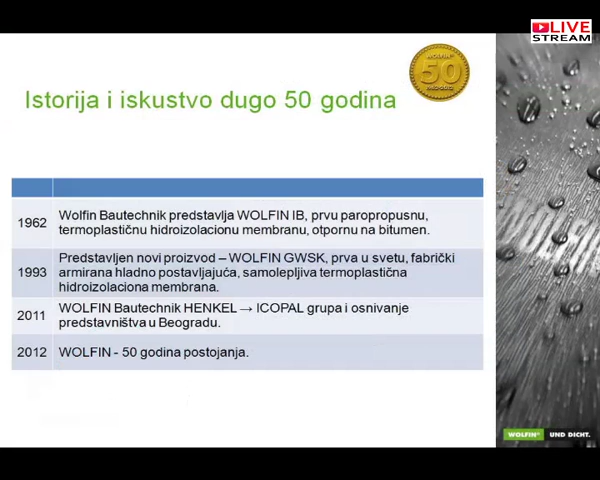 LIVE
STREAM
WOLFIN®
50
Istorija i iskustvo dugo 50 godina
1962
Wolfin Bautechnik predstavlja WOLFIN IB, prvu paropropusnu,
termoplastičnu hidroizolacionu membranu, otpornu na bitumen.
1993
Predstavljen novi proizvod – WOLFIN GWSK, prva u svetu, fabrički
armirana hladno postavljajuća, samolepljiva termoplastična
hidroizolaciona membrana.
2011
WOLFIN Bautechnik HENKEL → ICOPAL grupa i osnivanje
predstavništva u Beogradu.
2012
WOLFIN - 50 godina postojanja.
WOLFIN® UND DICHT.